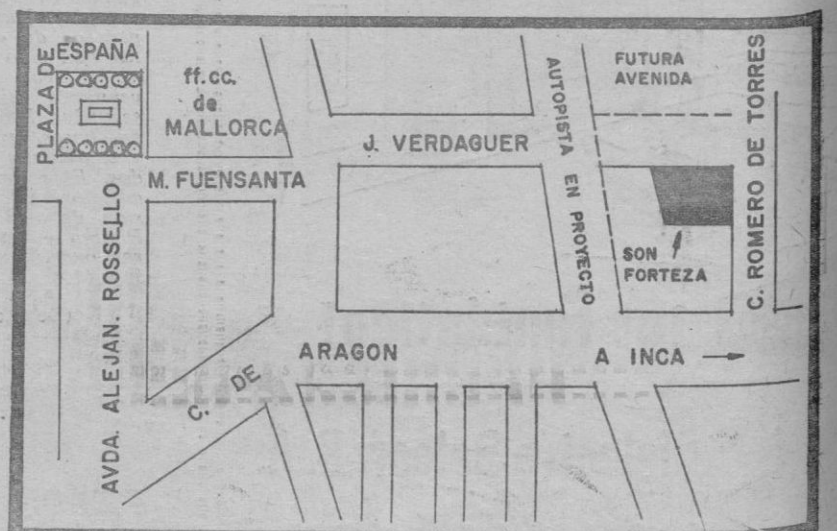 PLAZA DE
ESPAÑA
ff.cc.
de
MALLORCA
AUTOPISTA EN PROYECTO
FUTURA
AVENIDA
C. ROMERO DE TORRES
J. VERDAGUER
M. FUENSANTA
AVDA. ALEJAN. ROSSELLO
SON
FORTEZA
C. DE ARAGON
A INCA